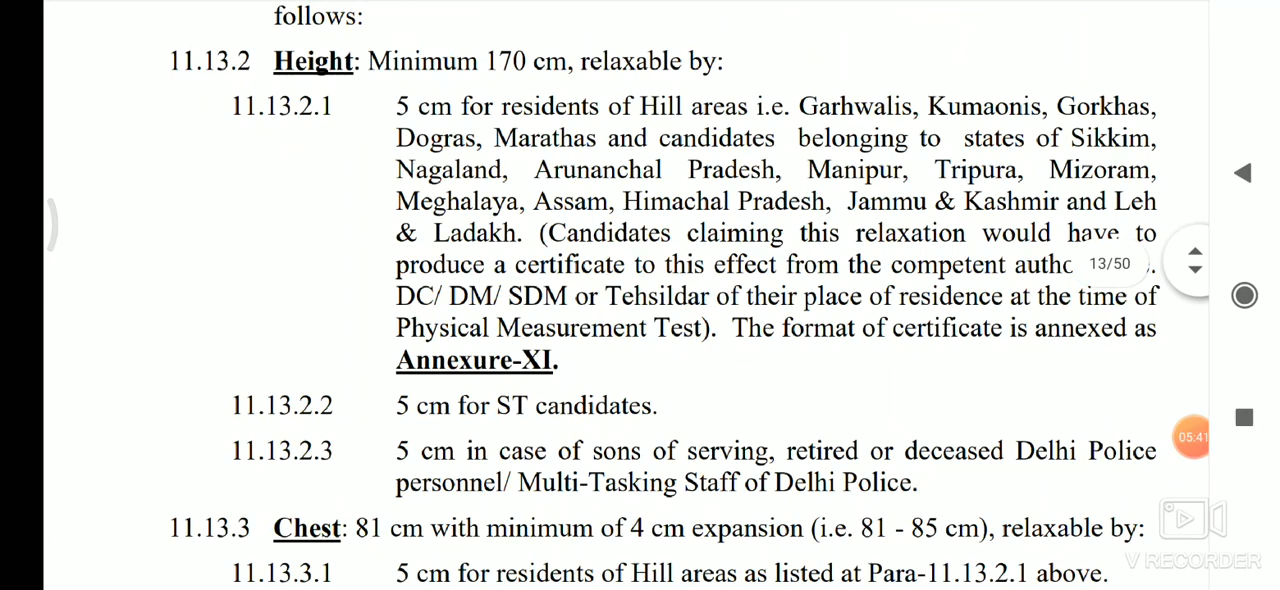 follows:
11.13.2 Height: Minimum 170 cm, relaxable by:
11.13.2.1 5 cm for residents of Hill areas i.e. Garhwalis, Kumaonis, Gorkhas,
Dogras, Marathas and candidates belonging to states of Sikkim,
Nagaland, Arunanchal Pradesh, Manipur, Tripura, Mizoram,
Meghalaya, Assam, Himachal Pradesh, Jammu & Kashmir and Leh
& Ladakh. (Candidates claiming this relaxation would have to
produce a certificate to this effect from the competent
13/50
DC/ DM/ SDM or Tehsildar of their place of residence at the time of
Physical Measurement Test). The format of certificate is annexed as
Annexure-XI.
11.13.2.2 5 cm for ST candidates.
11.13.2.3 5 cm in case of sons of serving, retired or deceased Delhi Police
05:41
personnel/ Multi-Tasking Staff of Delhi Police.
11.13.3 Chest: 81 cm with minimum of 4 cm expansion (i.e. 81 - 85 cm), relaxable by:
V RECORDER
11.13.3.1 5 cm for residents of Hill areas as listed at Para-11.13.2.1 above.